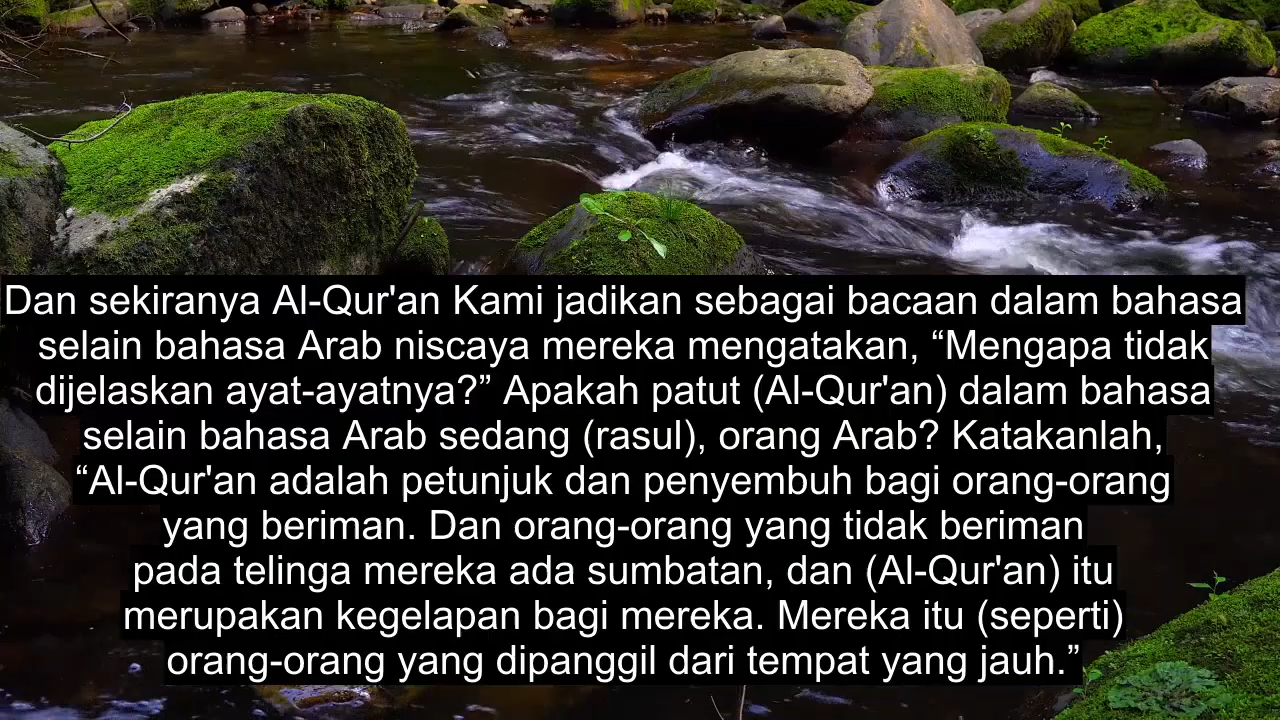 Dan sekiranya Al-Qur'an Kami jadikan sebagai bacaan dalam bahasa
selain bahasa Arab niscaya mereka mengatakan, “Mengapa tidak
dijelaskan ayat-ayatnya?” Apakah patut (Al-Qur'an) dalam bahasa
selain bahasa Arab sedang (rasul), orang Arab? Katakanlah,
“Al-Qur'an adalah petunjuk dan penyembuh bagi orang-orang
yang beriman. Dan orang-orang yang tidak beriman
pada telinga mereka ada sumbatan, dan (Al-Qur'an) itu
merupakan kegelapan bagi mereka. Mereka itu (seperti)
orang-orang yang dipanggil dari tempat yang jauh.”